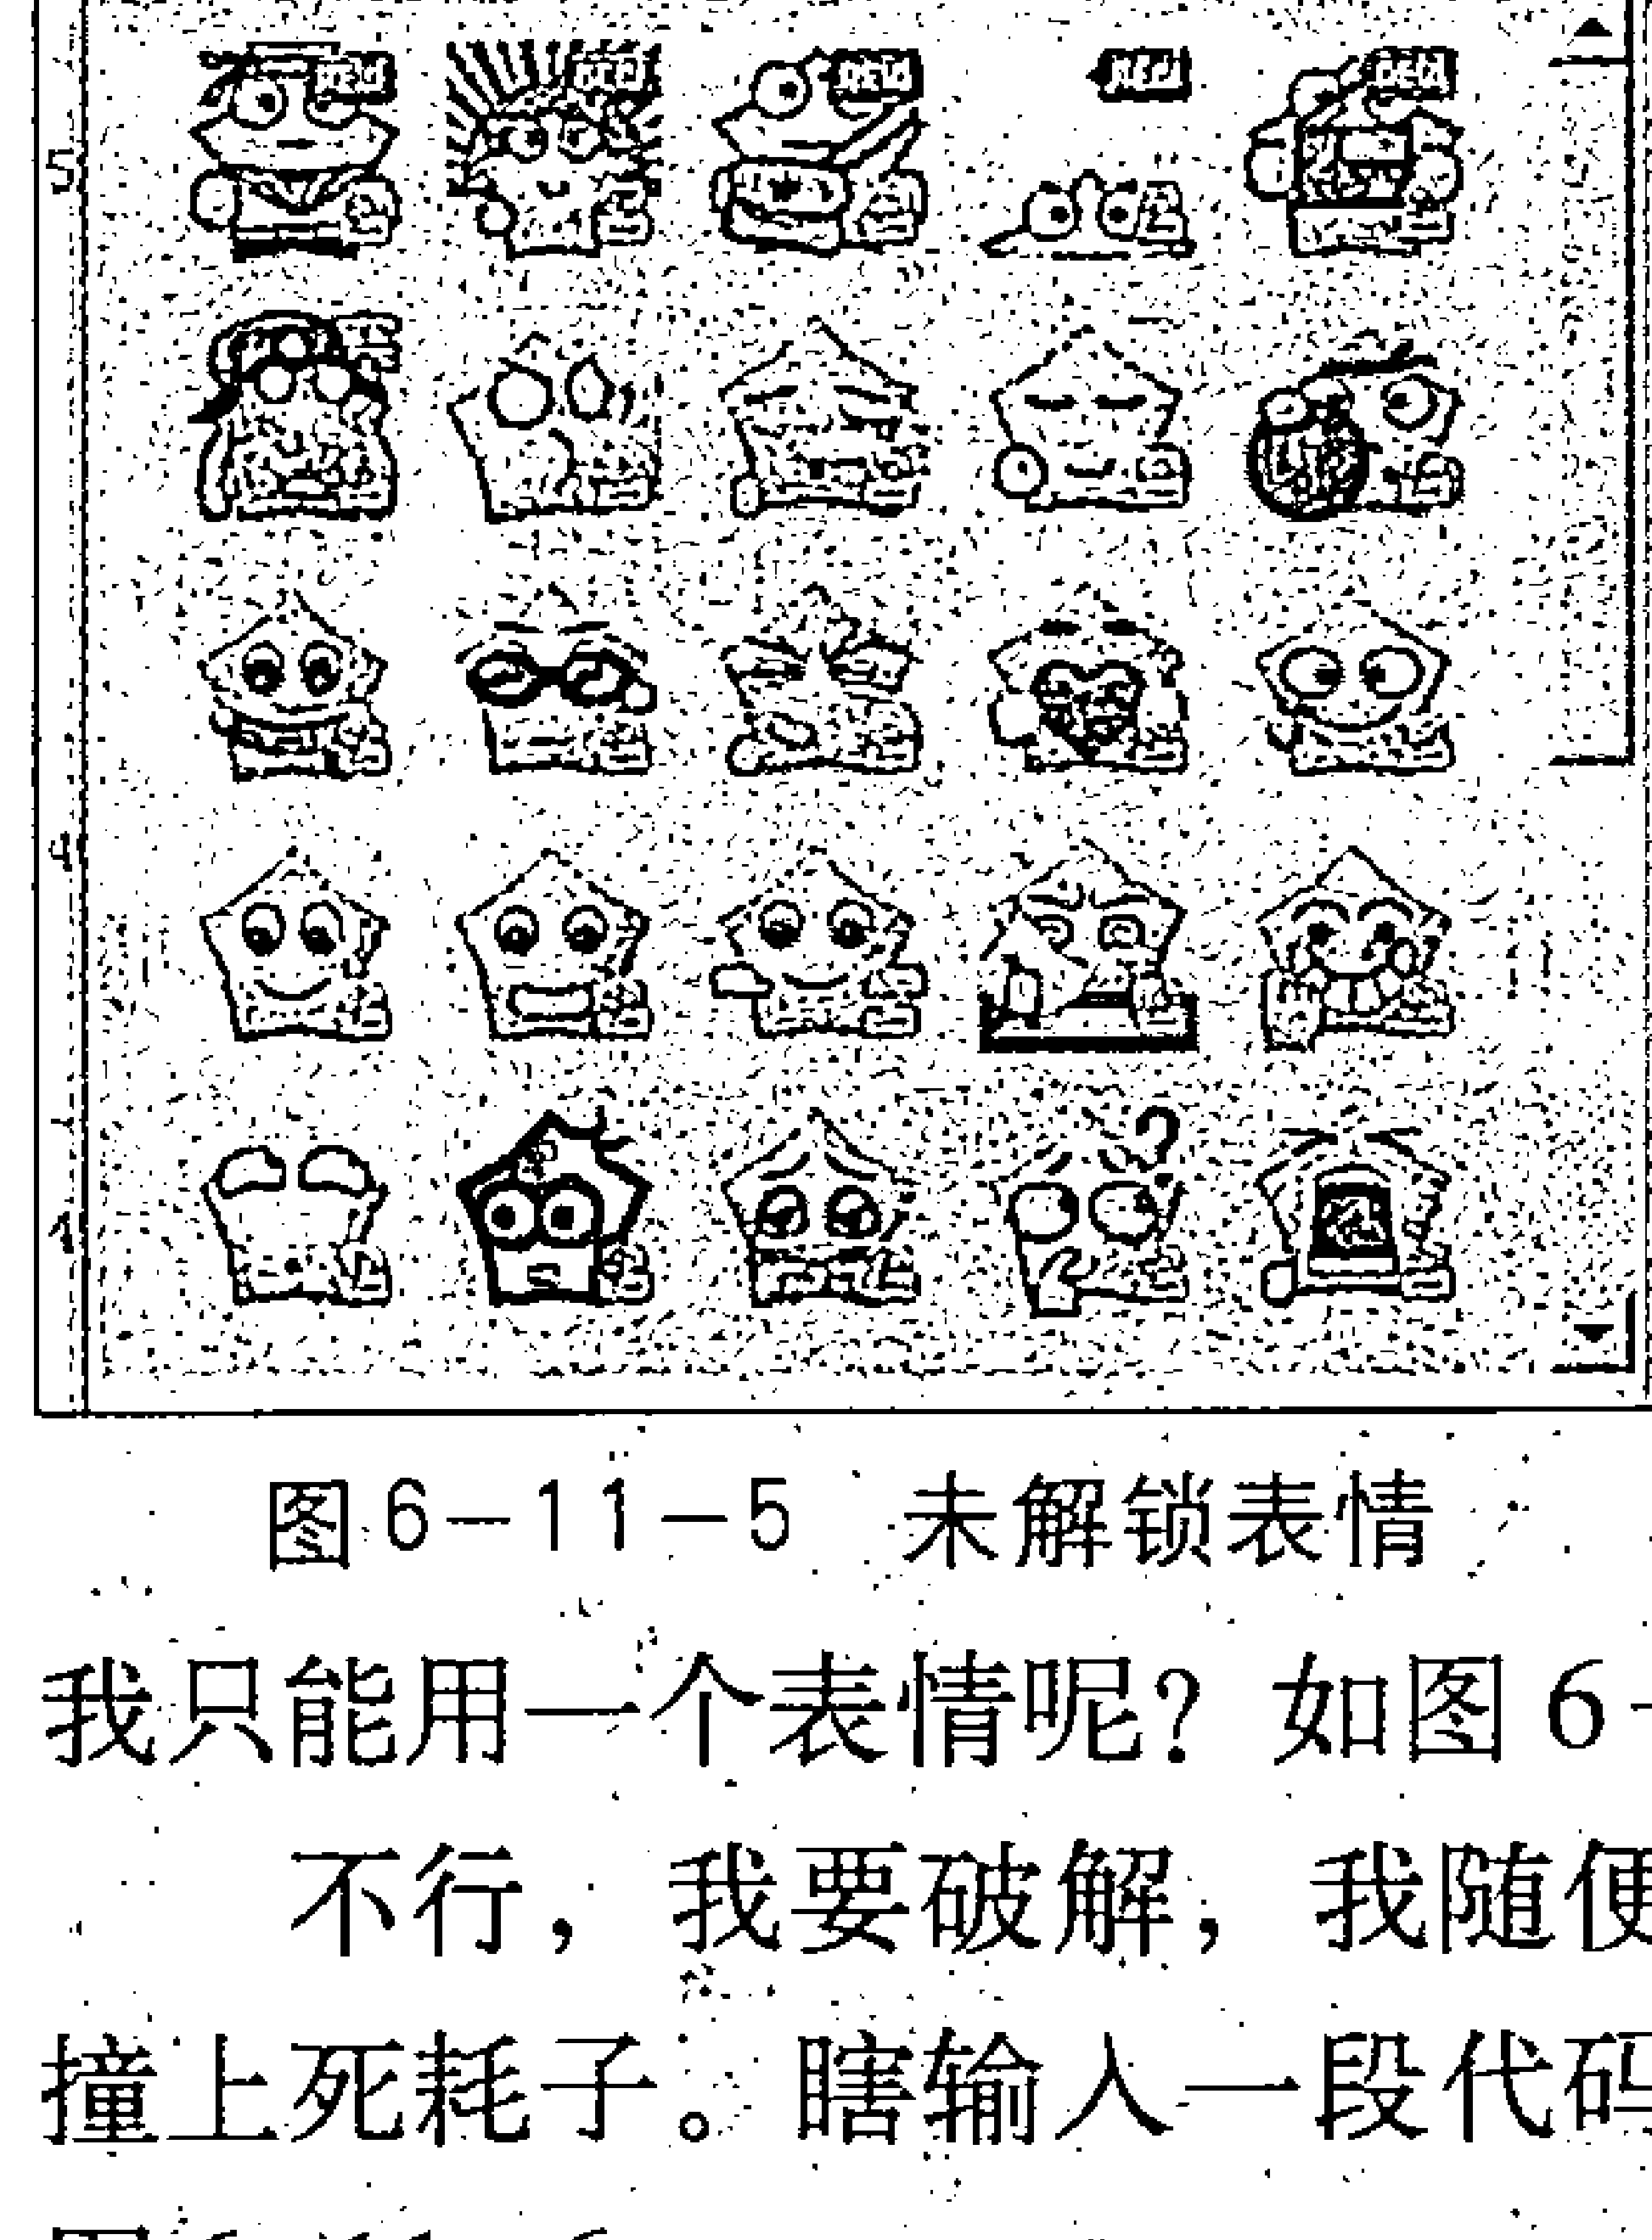 图6-11-5 未解锁表情
我只能用一个表情呢？如图6-
不行，我要破解，我随便
撞上死耗子。瞎输入一段代码